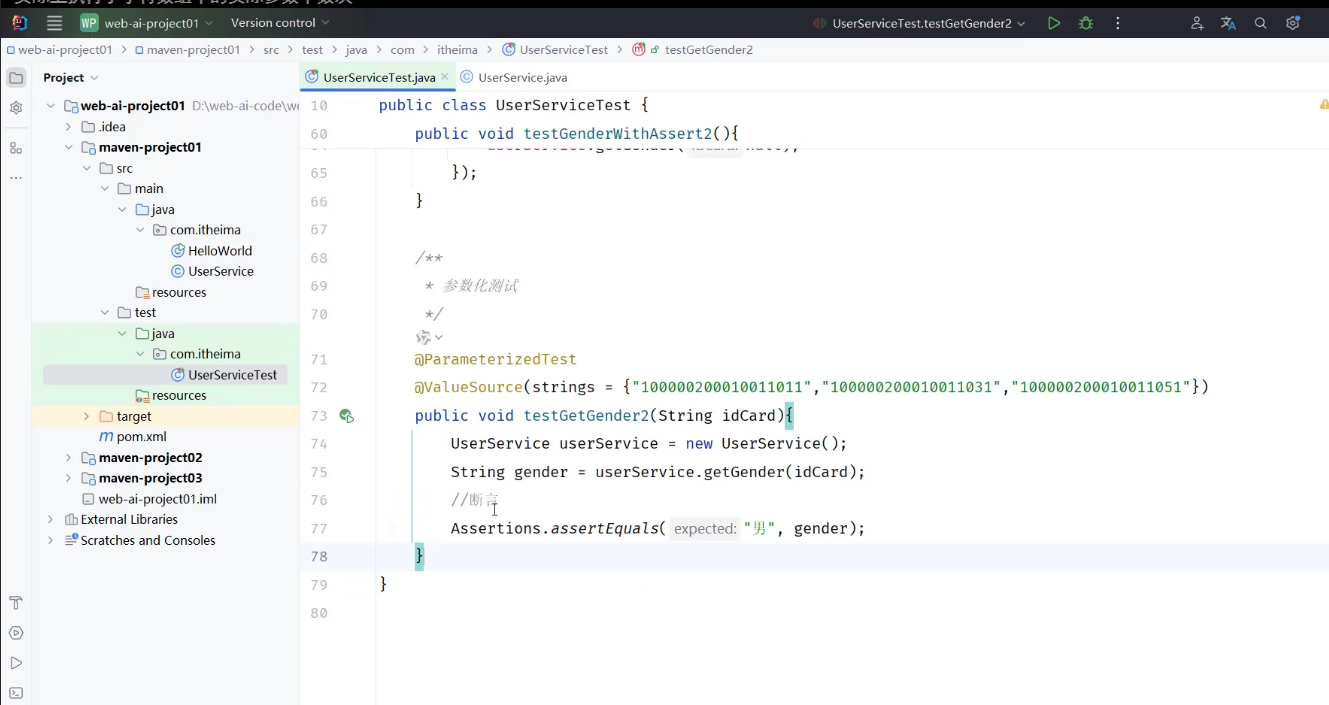 WP web-ai-project01 Version control UserServiceTest.testGetGender2
web-ai-project01 > maven-project01 > src > test > java > com > itheima > UserServiceTest > testGetGender2
Project
UserServiceTest.java × UserService.java
web-ai-project01 D:\web-ai-code\we
.idea
maven-project01
src
main
java
com.itheima
HelloWorld
UserService
resources
test
java
com.itheima
UserServiceTest
resources
target
pom.xml
maven-project02
maven-project03
web-ai-project01.iml
External Libraries
Scratches and Consoles
10 public class UserServiceTest {
60 public void testGenderWithAssert2(){
65 });
66 }
67
68 /**
69 * 参数化测试
70 */
71 @ParameterizedTest
72 @ValueSource(strings = {"100000200010011011","100000200010011031","100000200010011051"})
73 public void testGetGender2(String idCard){
74 UserService userService = new UserService();
75 String gender = userService.getGender(idCard);
76 //断言
77 Assertions.assertEquals( expected: "男", gender);
78 }
79 }
80